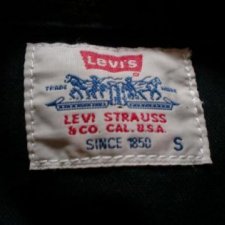 Levi's
TRADE MARK
LEVI STRAUSS
& CO. CAL. U.S.A.
SINCE 1850 S